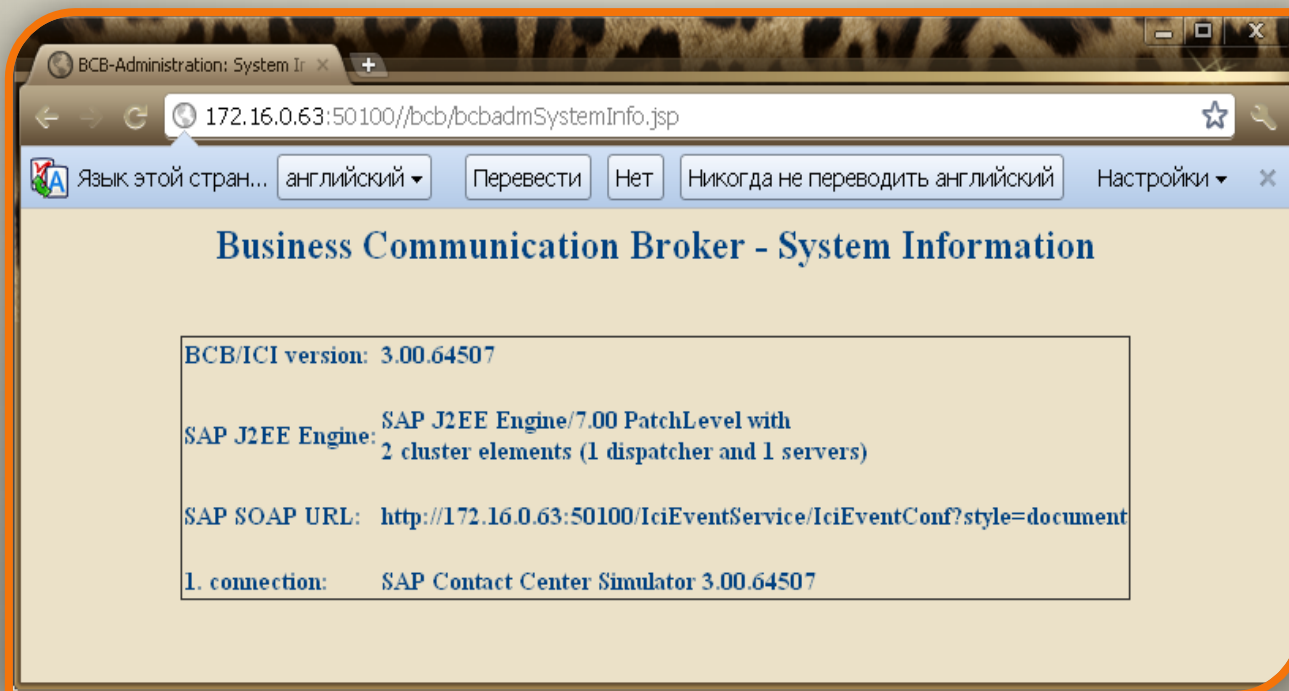 BCB-Administration: System Ir
172.16.0.63:50100//bcb/bcbadmSystemInfo.jsp
Язык этой стран... английский Перевести Нет Никогда не переводить английский Настройки
Business Communication Broker - System Information
BCB/ICI version: 3.00.64507
SAP J2EE Engine: SAP J2EE Engine/7.00 PatchLevel with
2 cluster elements (1 dispatcher and 1 servers)
SAP SOAP URL: http://172.16.0.63:50100/IciEventService/IciEventConf?style=document
1. connection: SAP Contact Center Simulator 3.00.64507